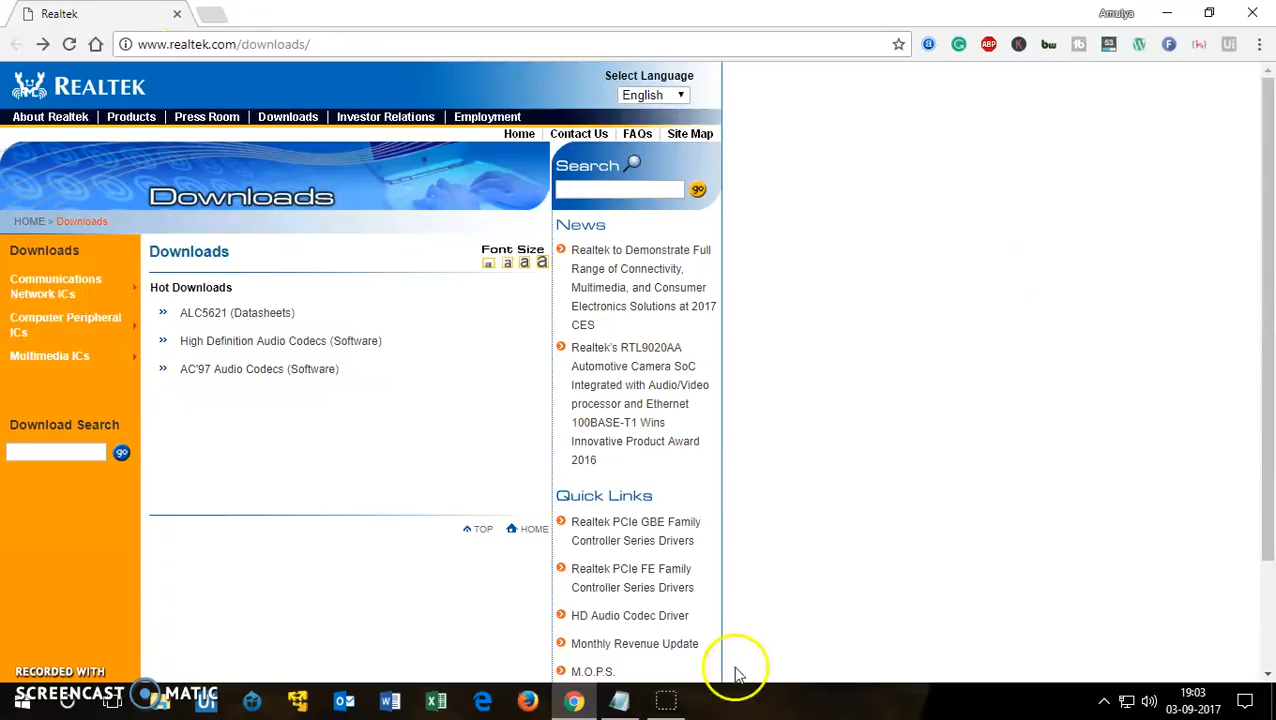 Realtek
Amulya
www.realtek.com/downloads/
ABP
K
bw
53
F
Ui
REALTEK
Select Language
English
About Realtek
Products
Press Room
Downloads
Investor Relations
Employment
Home
Contact Us
FAQs
Site Map
Downloads
Search
go
HOME > Downloads
News
Downloads
Communications
Network ICs
Computer Peripheral
ICs
Multimedia ICs
Download Search
go
Downloads
Font Size
a a a a
Hot Downloads
ALC5621 (Datasheets)
High Definition Audio Codecs (Software)
AC'97 Audio Codecs (Software)
TOP
HOME
Realtek to Demonstrate Full
Range of Connectivity,
Multimedia, and Consumer
Electronics Solutions at 2017
CES
Realtek's RTL9020AA
Automotive Camera SoC
Integrated with Audio/Video
processor and Ethernet
100BASE-T1 Wins
Innovative Product Award
2016
Quick Links
Realtek PCIe GBE Family
Controller Series Drivers
Realtek PCIe FE Family
Controller Series Drivers
HD Audio Codec Driver
Monthly Revenue Update
M.O.P.S.
RECORDED WITH
SCREENCAST MATIC
Ui
19:03
03-09-2017